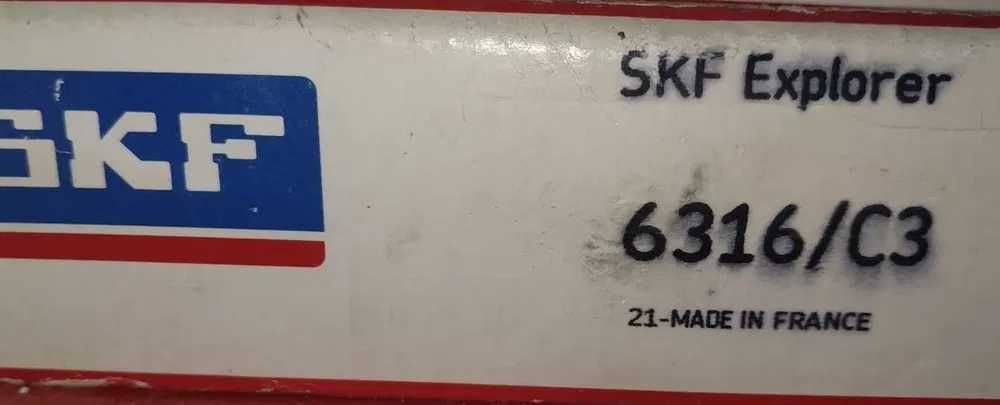 SKF
SKF Explorer
6316/C3
21-MADE IN FRANCE